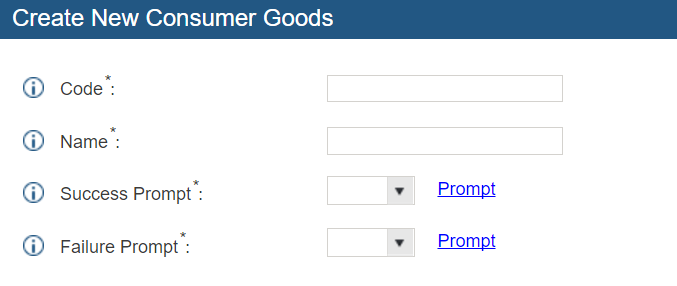 Create New Consumer Goods
Code*:
Name*:
Success Prompt*: Prompt
Failure Prompt*: Prompt